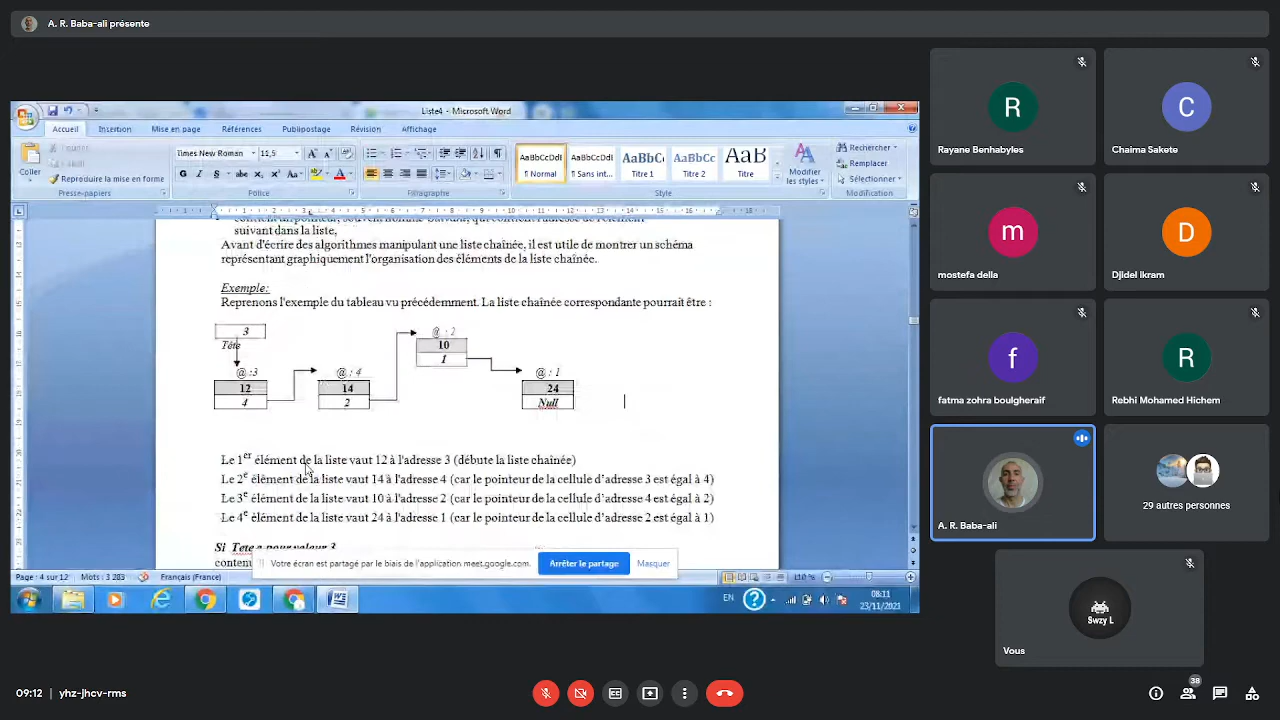 A. R. Baba-ali présente
Liste4 - Microsoft Word
Accueil Insertion Mise en page Références Publipostage Révision Affichage
Coller
Reproduire la mise en forme
Presse-papiers
Times New Roman 11,5
G I S abc x₂ x² Aa
Police
Paragraphe
AaBbCcDdI AaBbCcDdI AaBbC AaBbCc AaB
¶ Normal ¶ Sans int... Titre 1 Titre 2 Titre
Style
Modifier les styles
Rechercher
Remplacer
Sélectionner
Modification
suivant dans la liste,
Avant d'écrire des algorithmes manipulant une liste chaînée, il est utile de montrer un schéma
représentant graphiquement l'organisation des éléments de la liste chaînée..
Exemple:
Reprenons l'exemple du tableau vu précédemment. La liste chaînée correspondante pourrait être :
3
Tête
@ : 2
10
1
@ :3
12
4
@ : 4
14
2
@ : 1
24
Null
Le 1er élément de la liste vaut 12 à l'adresse 3 (débute la liste chaînée)
Le 2e élément de la liste vaut 14 à l'adresse 4 (car le pointeur de la cellule d'adresse 3 est égal à 4)
Le 3e élément de la liste vaut 10 à l'adresse 2 (car le pointeur de la cellule d'adresse 4 est égal à 2)
Le 4e élément de la liste vaut 24 à l'adresse 1 (car le pointeur de la cellule d'adresse 2 est égal à 1)
Si Tete a pour valeur 3
Votre écran est partagé par le biais de l'application meet.google.com.
Arrêter le partage
Masquer
Page : 4 sur 12 Mots : 3 283 Français (France) 110 %
EN
08:11
23/11/2021
R
Rayane Benhabyles
C
Chaima Sakete
m
mostefa della
D
Djidel Ikram
f
fatma zohra boulgheraif
R
Rebhi Mohamed Hichem
A. R. Baba-ali
29 autres personnes
Swzy L
Vous
09:12 | yhz-jhcv-rms
38